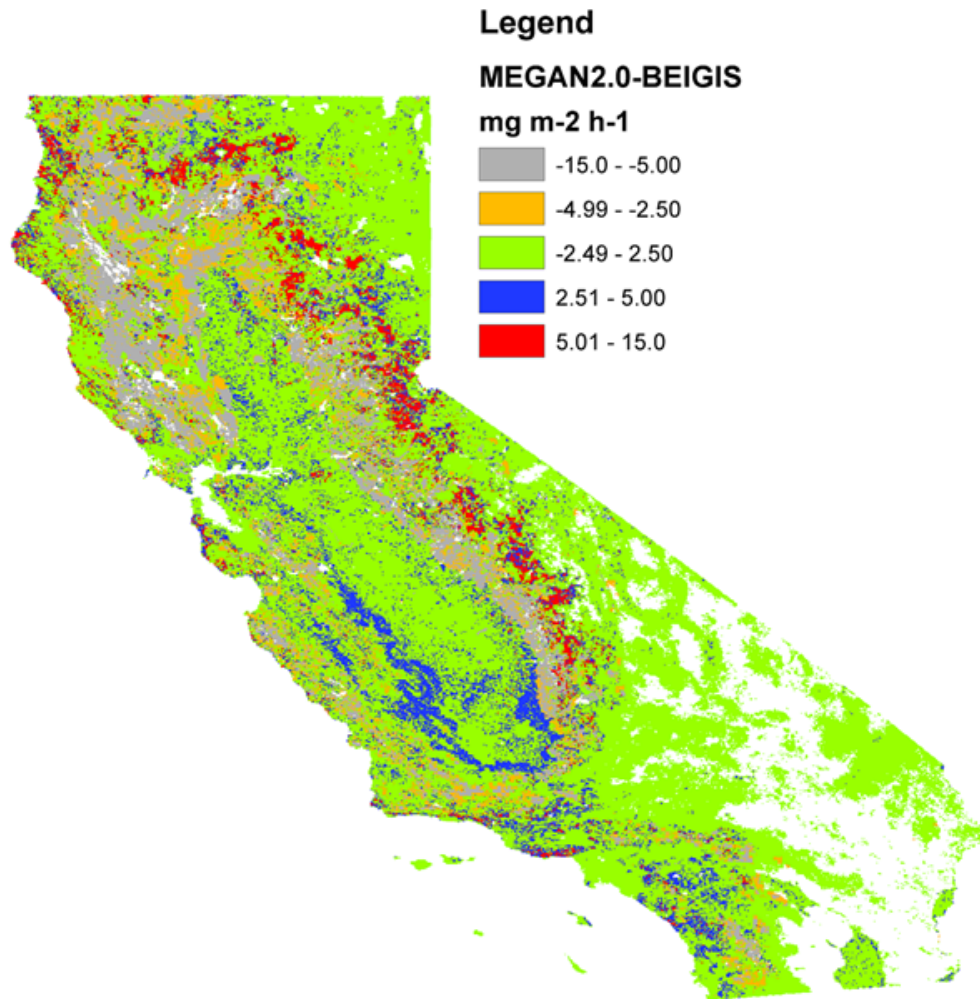 Legend
MEGAN2.0-BEIGIS
mg m-2 h-1
-15.0 - -5.00
-4.99 - -2.50
-2.49 - 2.50
2.51 - 5.00
5.01 - 15.0